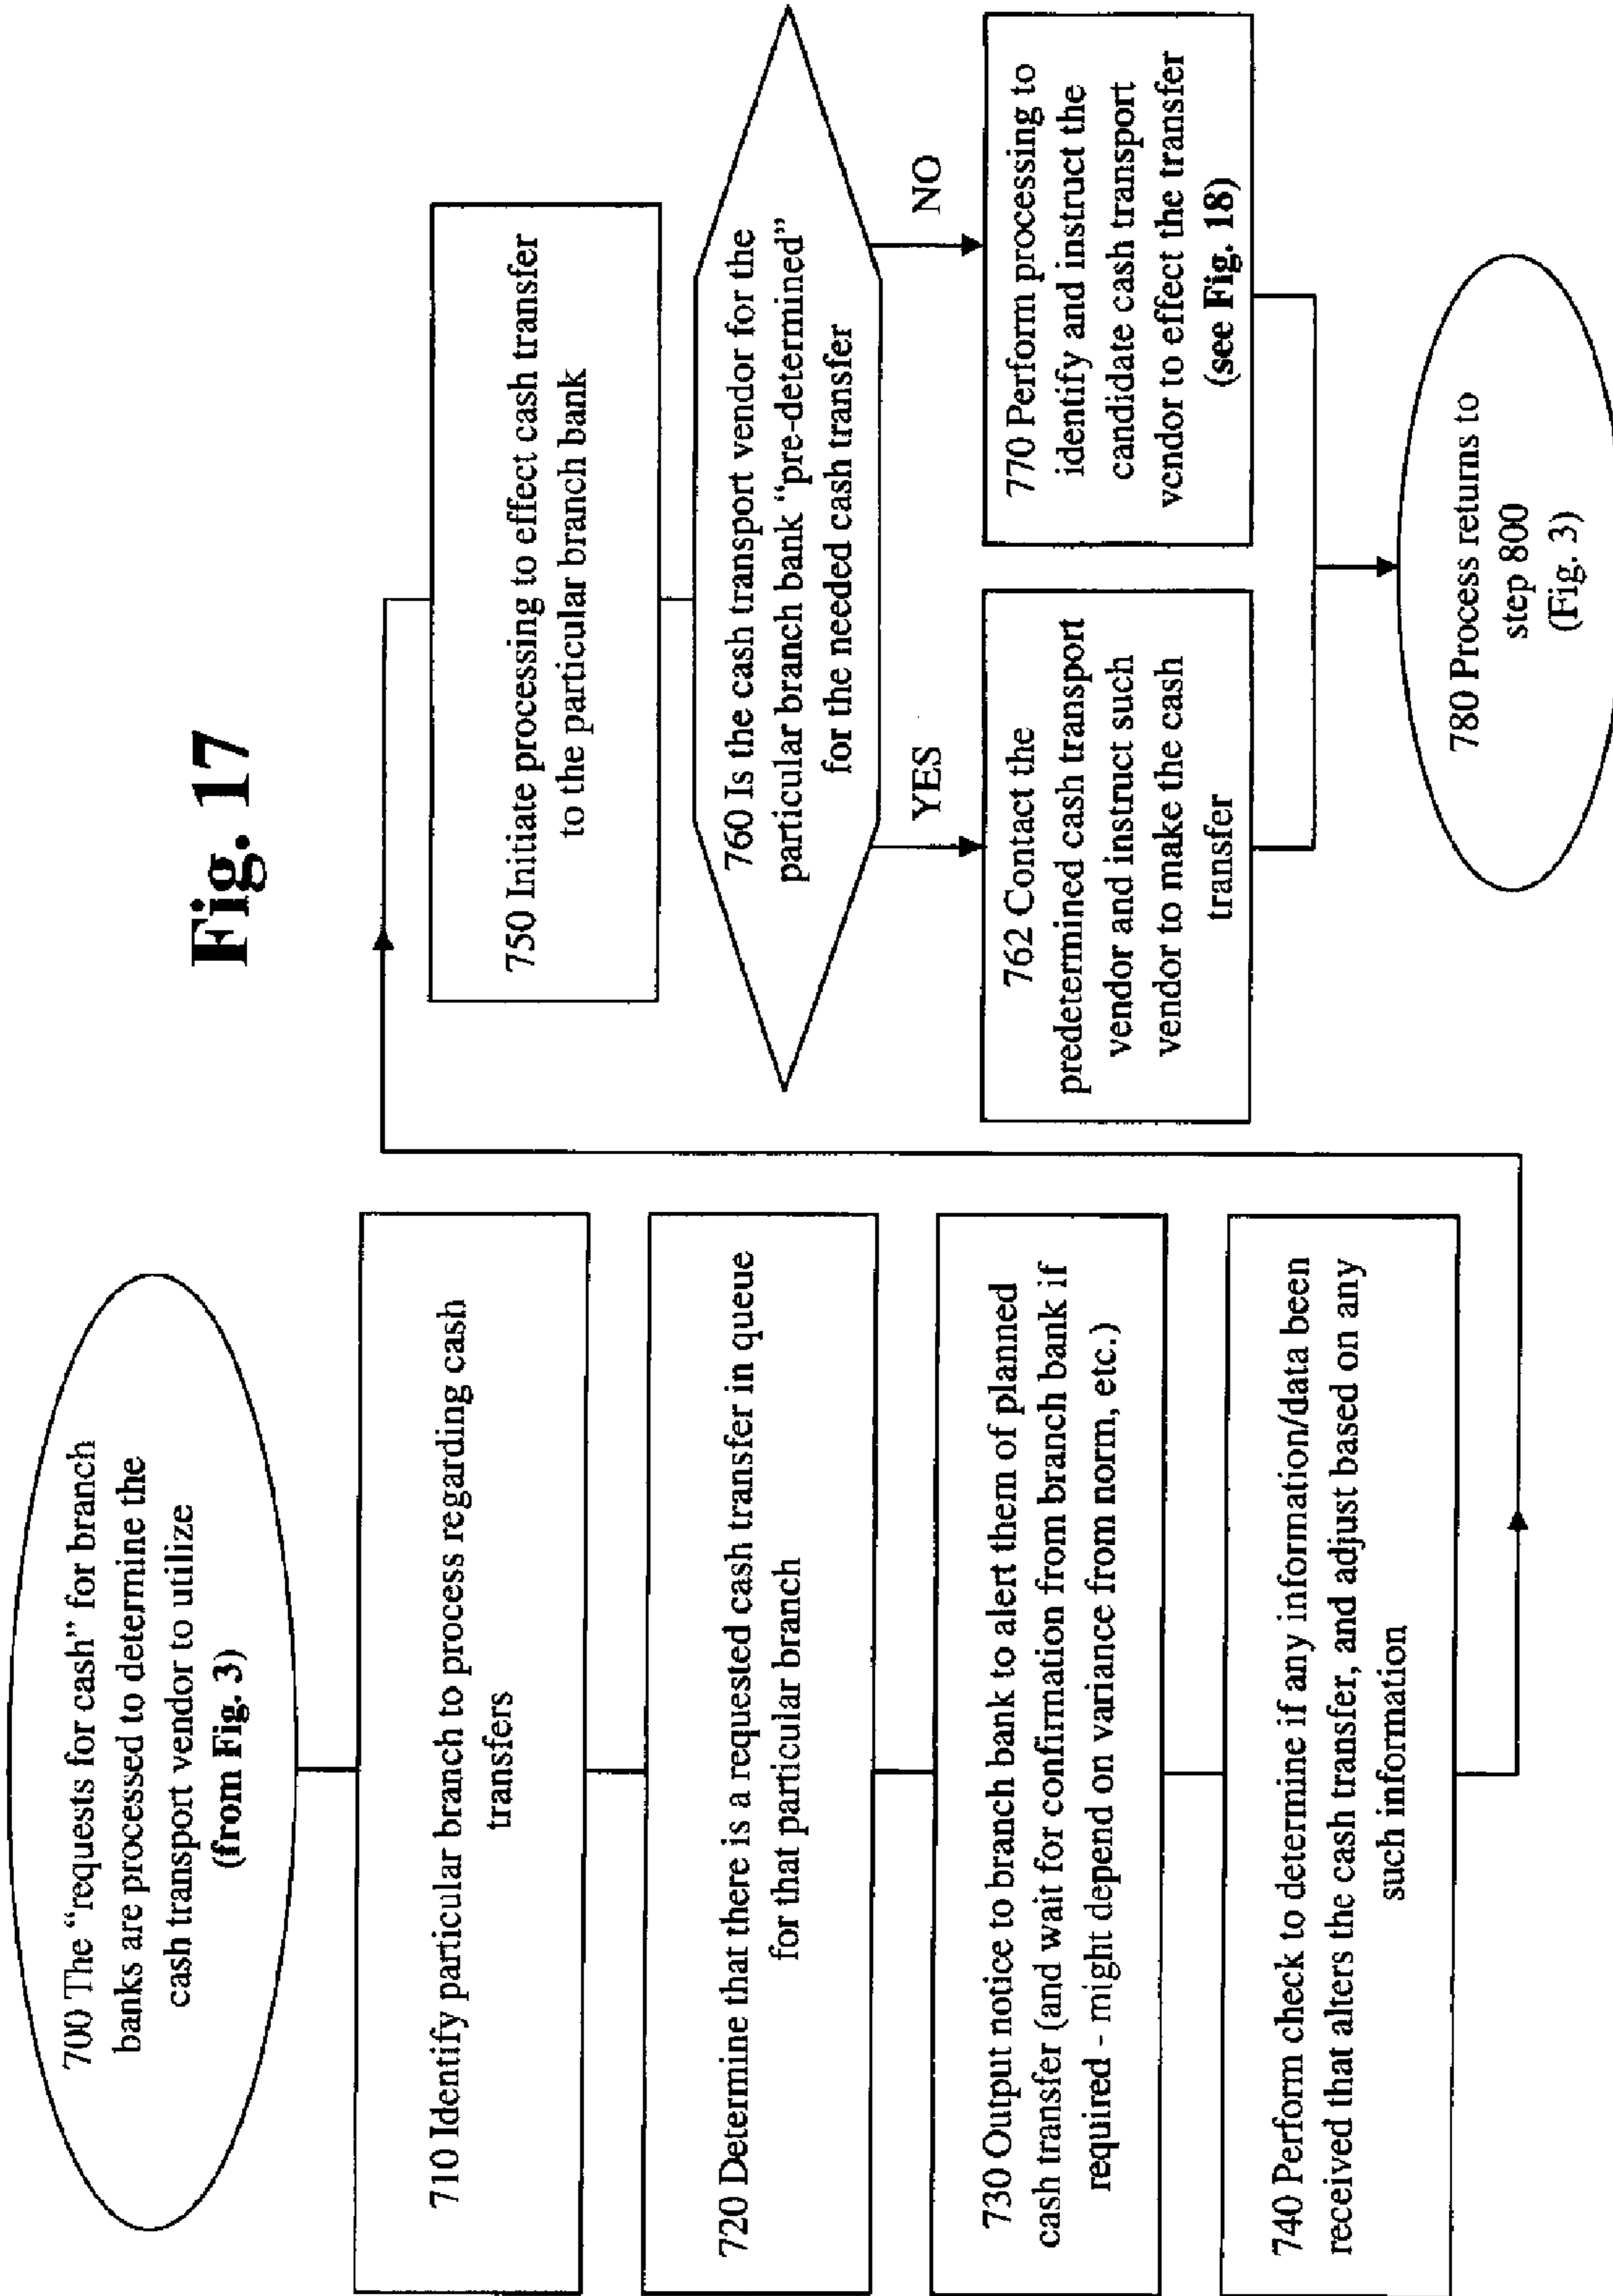 Fig. 17
700 The “requests for cash” for branch
banks are processed to determine the
cash transport vendor to utilize
(from Fig. 3)
710 Identify particular branch to process regarding cash
transfers
720 Determine that there is a requested cash transfer in queue
for that particular branch
730 Output notice to branch bank to alert them of planned
cash transfer (and wait for confirmation from branch bank if
required - might depend on variance from norm, etc.)
740 Perform check to determine if any information/data been
received that alters the cash transfer, and adjust based on any
such information
750 Initiate processing to effect cash transfer
to the particular branch bank
760 Is the cash transport vendor for the
particular branch bank “pre-determined”
for the needed cash transfer
YES
NO
762 Contact the
predetermined cash transport
vendor and instruct such
vendor to make the cash
transfer
770 Perform processing to
identify and instruct the
candidate cash transport
vendor to effect the transfer
(see Fig. 18)
780 Process returns to
step 800
(Fig. 3)